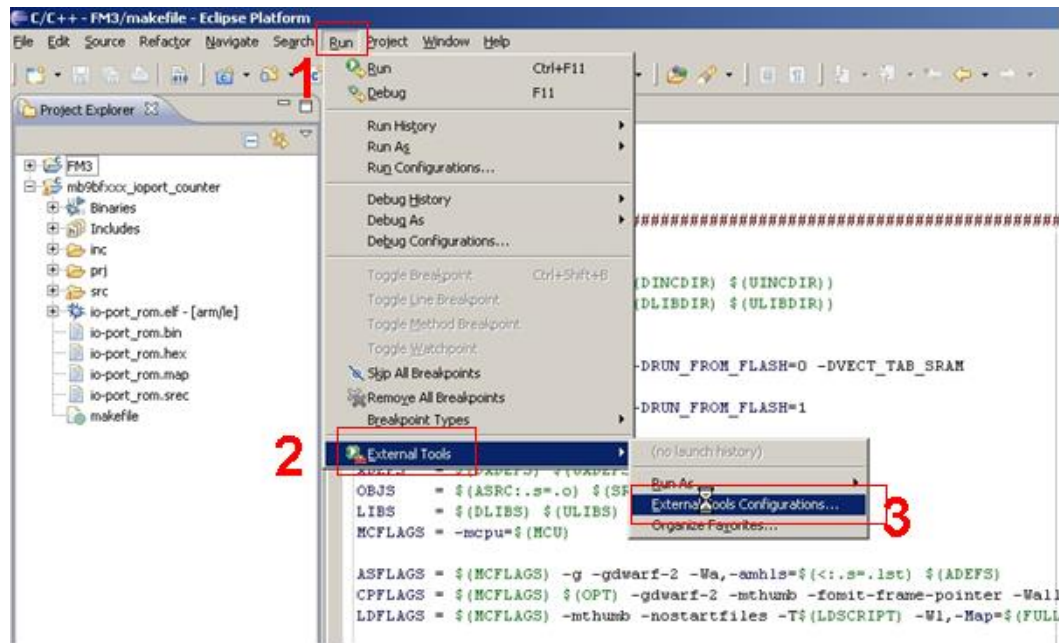 C/C++ - FM3/makefile - Eclipse Platform
File Edit Source Refactor Navigate Search Run Project Window Help
1
Run Ctrl+F11
Debug F11
Run History
Run As
Run Configurations...
Debug History
Debug As
Debug Configurations...
Toggle Breakpoint Ctrl+Shift+B
Toggle Line Breakpoint
Toggle Method Breakpoint
Toggle Watchpoint
Skip All Breakpoints
Remove All Breakpoints
Breakpoint Types
2
External Tools
(no launch history)
Run As
External Tools Configurations...
Organize Favorites...
3
Project Explorer
FM3
mb9bfxxx_ioport_counter
Binaries
Includes
inc
prj
src
io-port_rom.elf - [arm/le]
io-port_rom.bin
io-port_rom.hex
io-port_rom.map
io-port_rom.srec
makefile
(DINCDIR) $(UINCDIR))
(DLIBDIR) $(ULIBDIR))
-DRUN_FROM_FLASH=0 -DVECT_TAB_SRAM
-DRUN_FROM_FLASH=1
OBJS = $(ASRC:.s=.o) $(SR
LIBS = $(DLIBS) $(ULIBS)
MCFLAGS = -mcpu=$(MCU)
ASFLAGS = $(MCFLAGS) -g -gdwarf-2 -Wa,-amhls=$(<:.s=.lst) $(ADEFS)
CPFLAGS = $(MCFLAGS) $(OPT) -gdwarf-2 -mthumb -fomit-frame-pointer -Wall
LDFLAGS = $(MCFLAGS) -mthumb -nostartfiles -T$(LDSCRIPT) -Wl,-Map=$(FULL